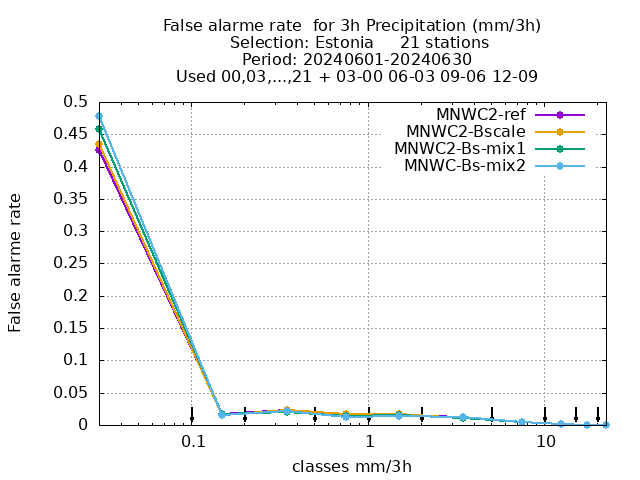 False alarme rate  for 3h Precipitation (mm/3h)
Selection: Estonia     21 stations
Period: 20240601-20240630
Used 00,03,...,21 + 03-00 06-03 09-06 12-09
MNWC2-ref
MNWC2-Bscale
MNWC2-Bs-mix1
MNWC-Bs-mix2
False alarme rate
0.5
0.45
0.4
0.35
0.3
0.25
0.2
0.15
0.1
0.05
0
0.1
1
10
classes mm/3h